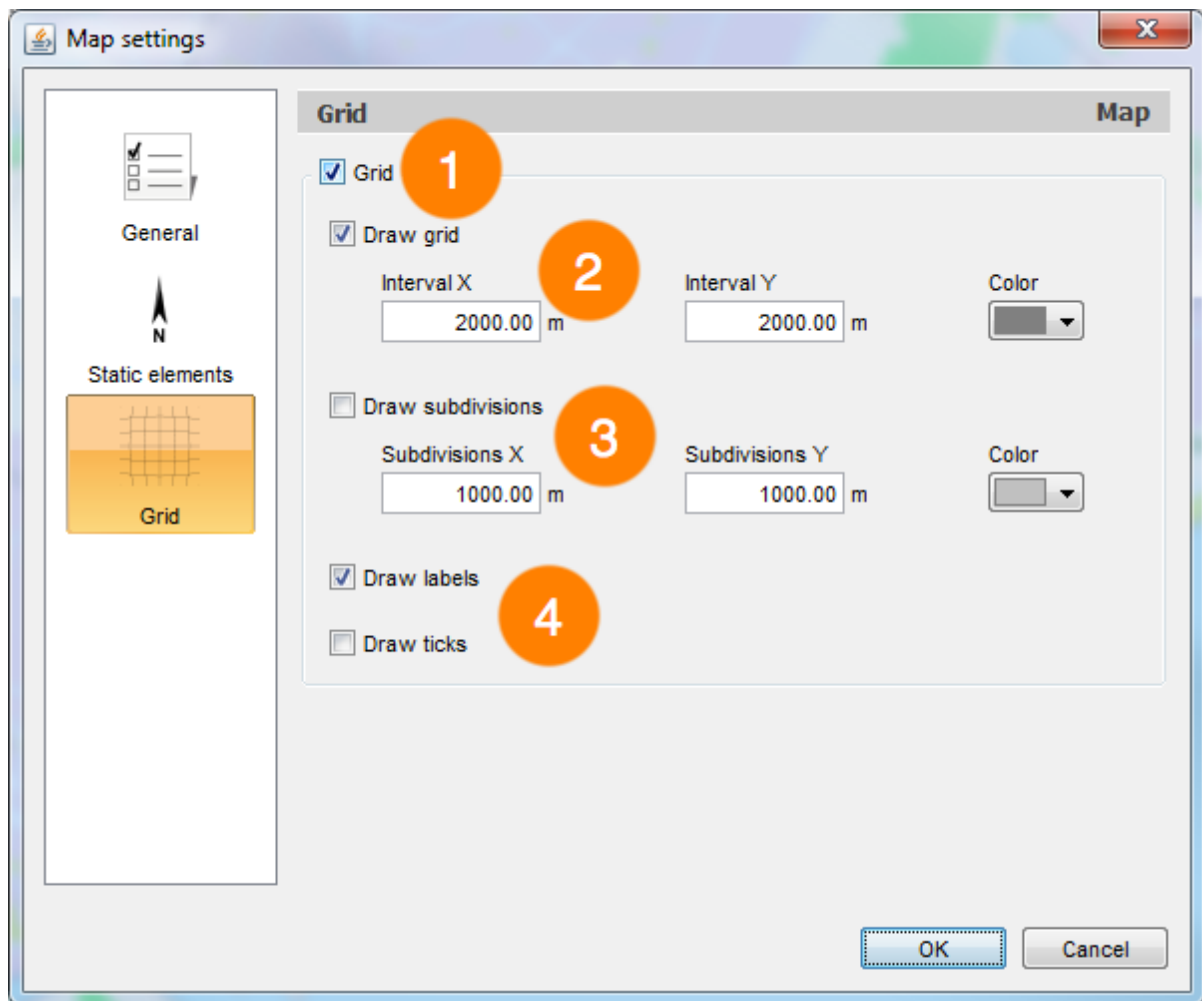 Map settings
General
N
Static elements
Grid
Grid Map
Grid 1
Draw grid
2
Interval X Interval Y Color
2000.00 m 2000.00 m
Draw subdivisions
3
Subdivisions X Subdivisions Y Color
1000.00 m 1000.00 m
Draw labels
4
Draw ticks
OK Cancel